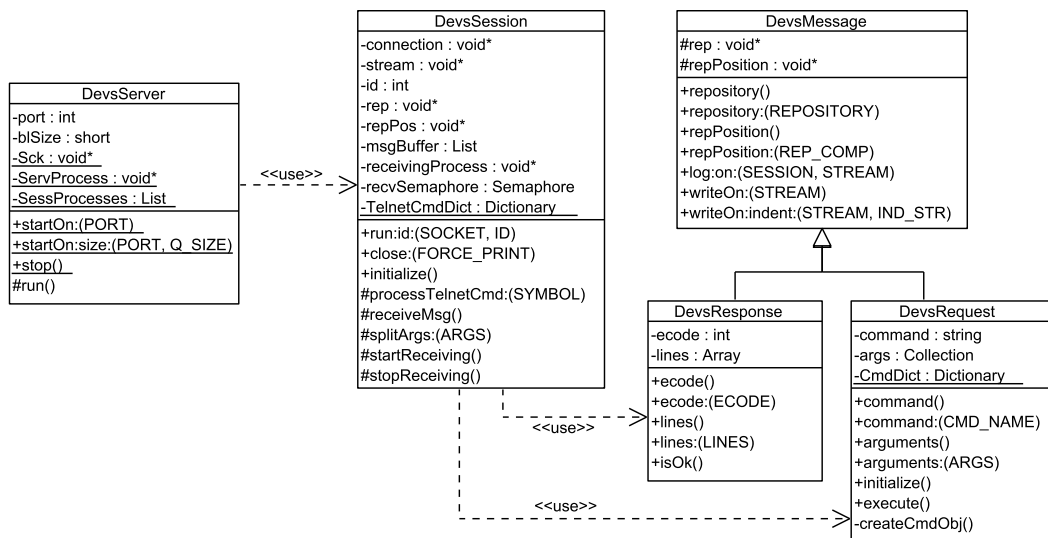 DevsServer
-port : int
-blSize : short
-Sck : void*
-ServProcess : void*
-SessProcesses : List
+startOn:(PORT)
+startOn:size:(PORT, Q_SIZE)
+stop()
#run()
<<use>>
DevsSession
-connection : void*
-stream : void*
-id : int
-rep : void*
-repPos : void*
-msgBuffer : List
-receivingProcess : void*
-recvSemaphore : Semaphore
-TelnetCmdDict : Dictionary
+run:id:(SOCKET, ID)
+close:(FORCE_PRINT)
+initialize()
#processTelnetCmd:(SYMBOL)
#receiveMsg()
#splitArgs:(ARGS)
#startReceiving()
#stopReceiving()
<<use>>
<<use>>
DevsMessage
#rep : void*
#repPosition : void*
+repository()
+repository:(REPOSITORY)
+repPosition()
+repPosition:(REP_COMP)
+log:on:(SESSION, STREAM)
+writeOn:(STREAM)
+writeOn:indent:(STREAM, IND_STR)
DevsResponse
-ecode : int
-lines : Array
+ecode()
+ecode:(ECODE)
+lines()
+lines:(LINES)
+isOk()
DevsRequest
-command : string
-args : Collection
-CmdDict : Dictionary
+command()
+command:(CMD_NAME)
+arguments()
+arguments:(ARGS)
+initialize()
+execute()
-createCmdObj()